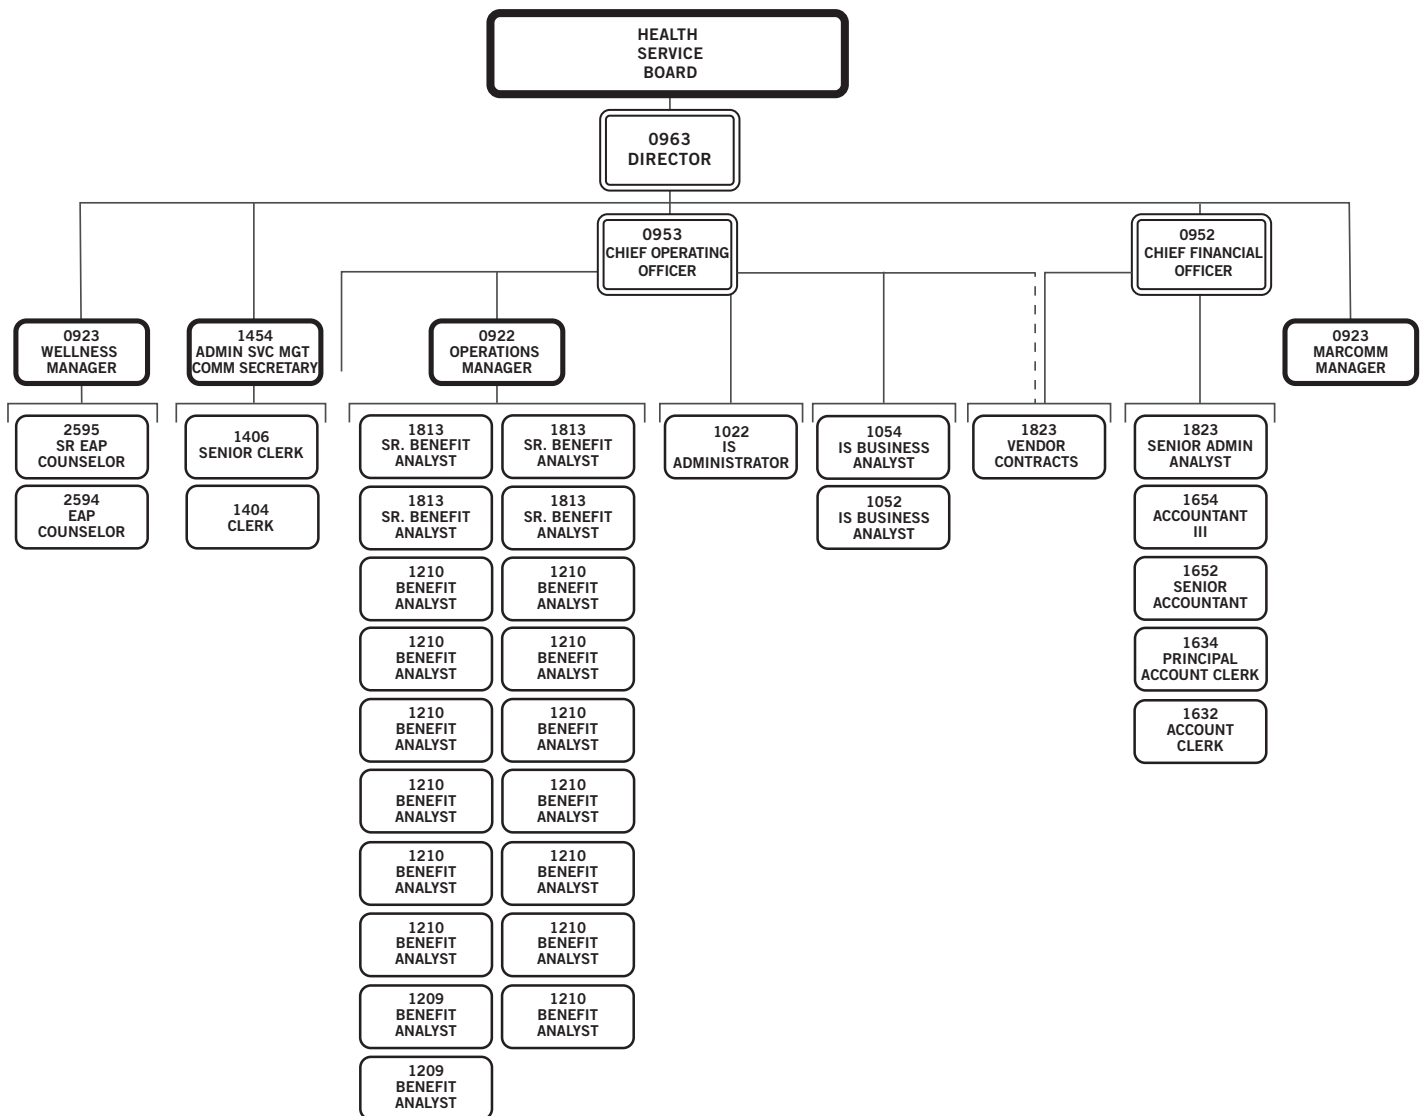 HEALTH
SERVICE
BOARD
0963
DIRECTOR
0953
CHIEF OPERATING
OFFICER
0952
CHIEF FINANCIAL
OFFICER
0923
WELLNESS
MANAGER
1454
ADMIN SVC MGT
COMM SECRETARY
0922
OPERATIONS
MANAGER
0923
MARCOMM
MANAGER
2595
SR EAP
COUNSELOR
2594
EAP
COUNSELOR
1406
SENIOR CLERK
1404
CLERK
1813
SR. BENEFIT
ANALYST
1813
SR. BENEFIT
ANALYST
1813
SR. BENEFIT
ANALYST
1813
SR. BENEFIT
ANALYST
1210
BENEFIT
ANALYST
1210
BENEFIT
ANALYST
1210
BENEFIT
ANALYST
1210
BENEFIT
ANALYST
1210
BENEFIT
ANALYST
1210
BENEFIT
ANALYST
1210
BENEFIT
ANALYST
1210
BENEFIT
ANALYST
1210
BENEFIT
ANALYST
1210
BENEFIT
ANALYST
1210
BENEFIT
ANALYST
1210
BENEFIT
ANALYST
1209
BENEFIT
ANALYST
1210
BENEFIT
ANALYST
1209
BENEFIT
ANALYST
1022
IS
ADMINISTRATOR
1054
IS BUSINESS
ANALYST
1052
IS BUSINESS
ANALYST
1823
VENDOR
CONTRACTS
1823
SENIOR ADMIN
ANALYST
1654
ACCOUNTANT
III
1652
SENIOR
ACCOUNTANT
1634
PRINCIPAL
ACCOUNT CLERK
1632
ACCOUNT
CLERK